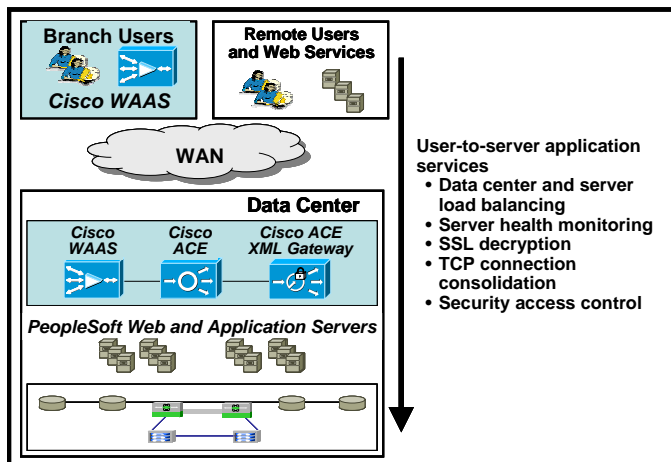 Branch Users
Cisco WAAS
Remote Users
and Web Services
WAN
User-to-server application
services
• Data center and server
load balancing
• Server health monitoring
• SSL decryption
• TCP connection
consolidation
• Security access control
Data Center
Cisco
WAAS
Cisco
ACE
Cisco ACE
XML Gateway
PeopleSoft Web and Application Servers